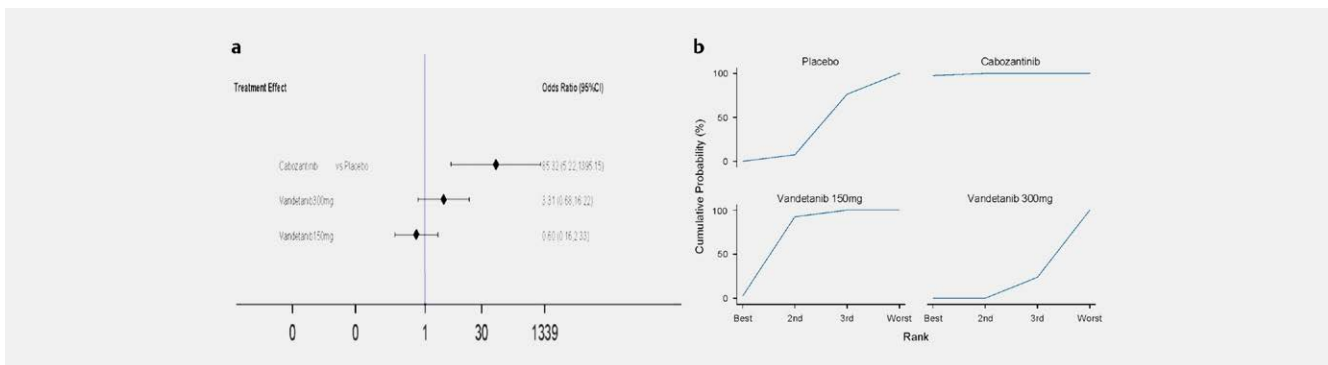 a
Treatment Effect Odds Ratio (95%CI)
Cabozantinib vs Placebo 85.32 (5.22,1395.15)
Vandetanib300mg 3.31 (0.68,16.22)
Vandetanib150mg 0.60 (0.16,2.33)
0 0 1 30 1339
b
Placebo Cabozantinib
100
50
0
Vandetanib 150mg Vandetanib 300mg
100
50
0
Cumulative Probability (%)
Best 2nd 3rd Worst Best 2nd 3rd Worst
Rank